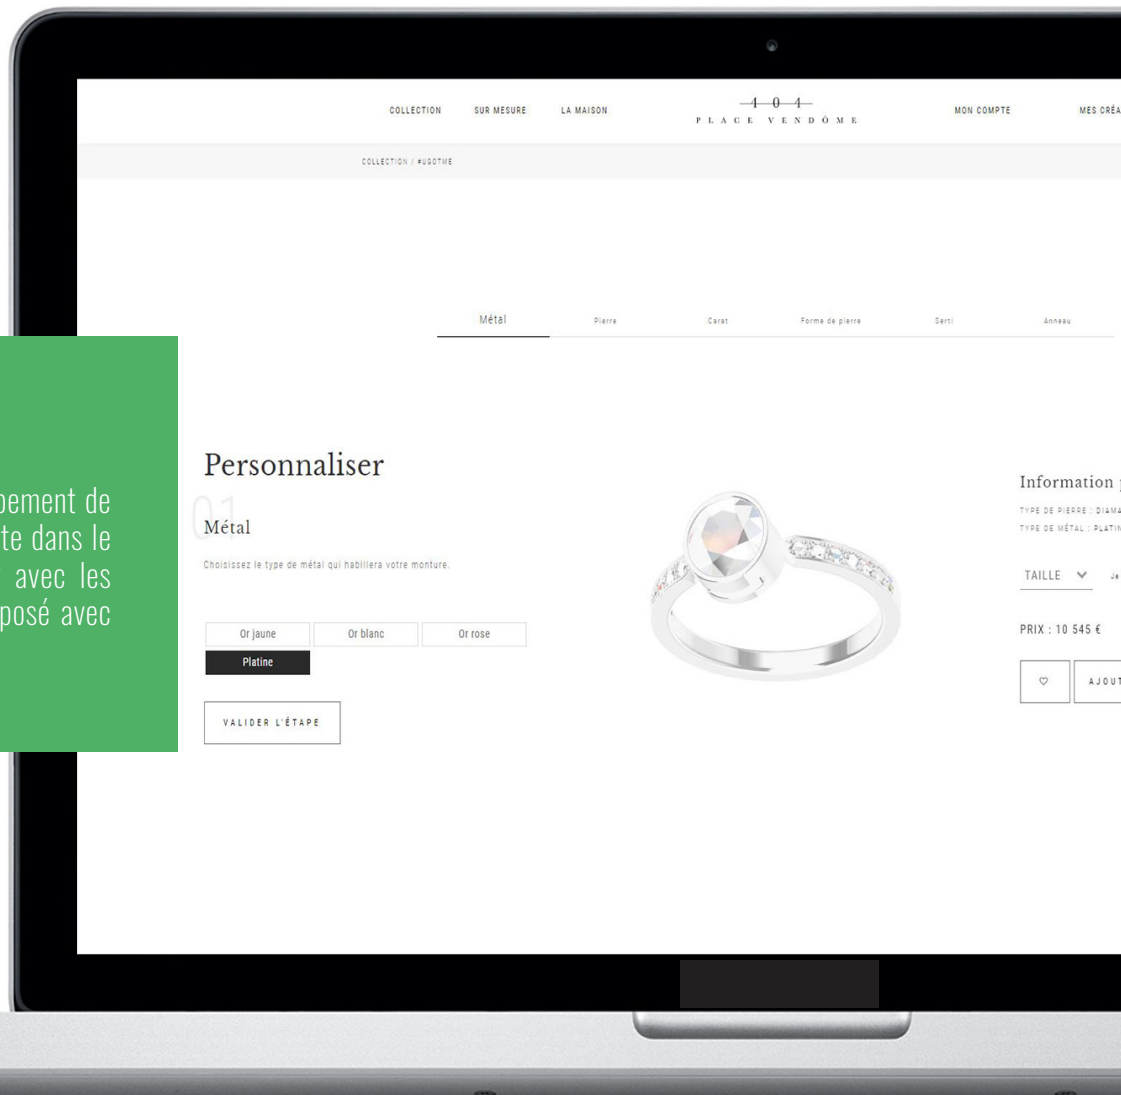 COLLECTION SUR MESURE LA MAISON
404
PLACE VENDÔME
MON COMPTE MES CRÉA
COLLECTION / #UGOTME
Métal Pierre Carat Forme de pierre Serti Anneau
pement de
te dans le
avec les
posé avec
Personnaliser
01
Métal
Choisissez le type de métal qui habillera votre monture.
Or jaune Or blanc Or rose
Platine
VALIDER L'ÉTAPE
Information
TYPE DE PIERRE : DIAMA
TYPE DE MÉTAL : PLATIN
TAILLE Je
PRIX : 10 545 €
AJOUT